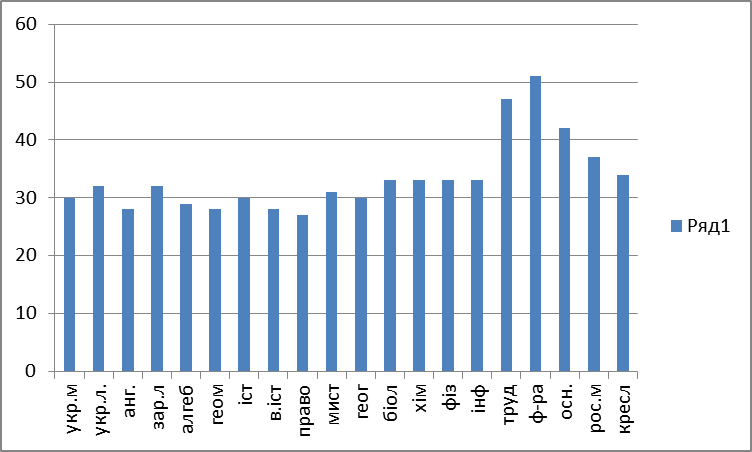 60
50
40
30
20
10
0
Ряд1
укр.м
укр.л.
анг.
зар.л
алгеб
геом
іст
в.іст
право
мист
геог
біол
хім
фіз
інф
труд
ф-ра
осн.
рос.м
кресл